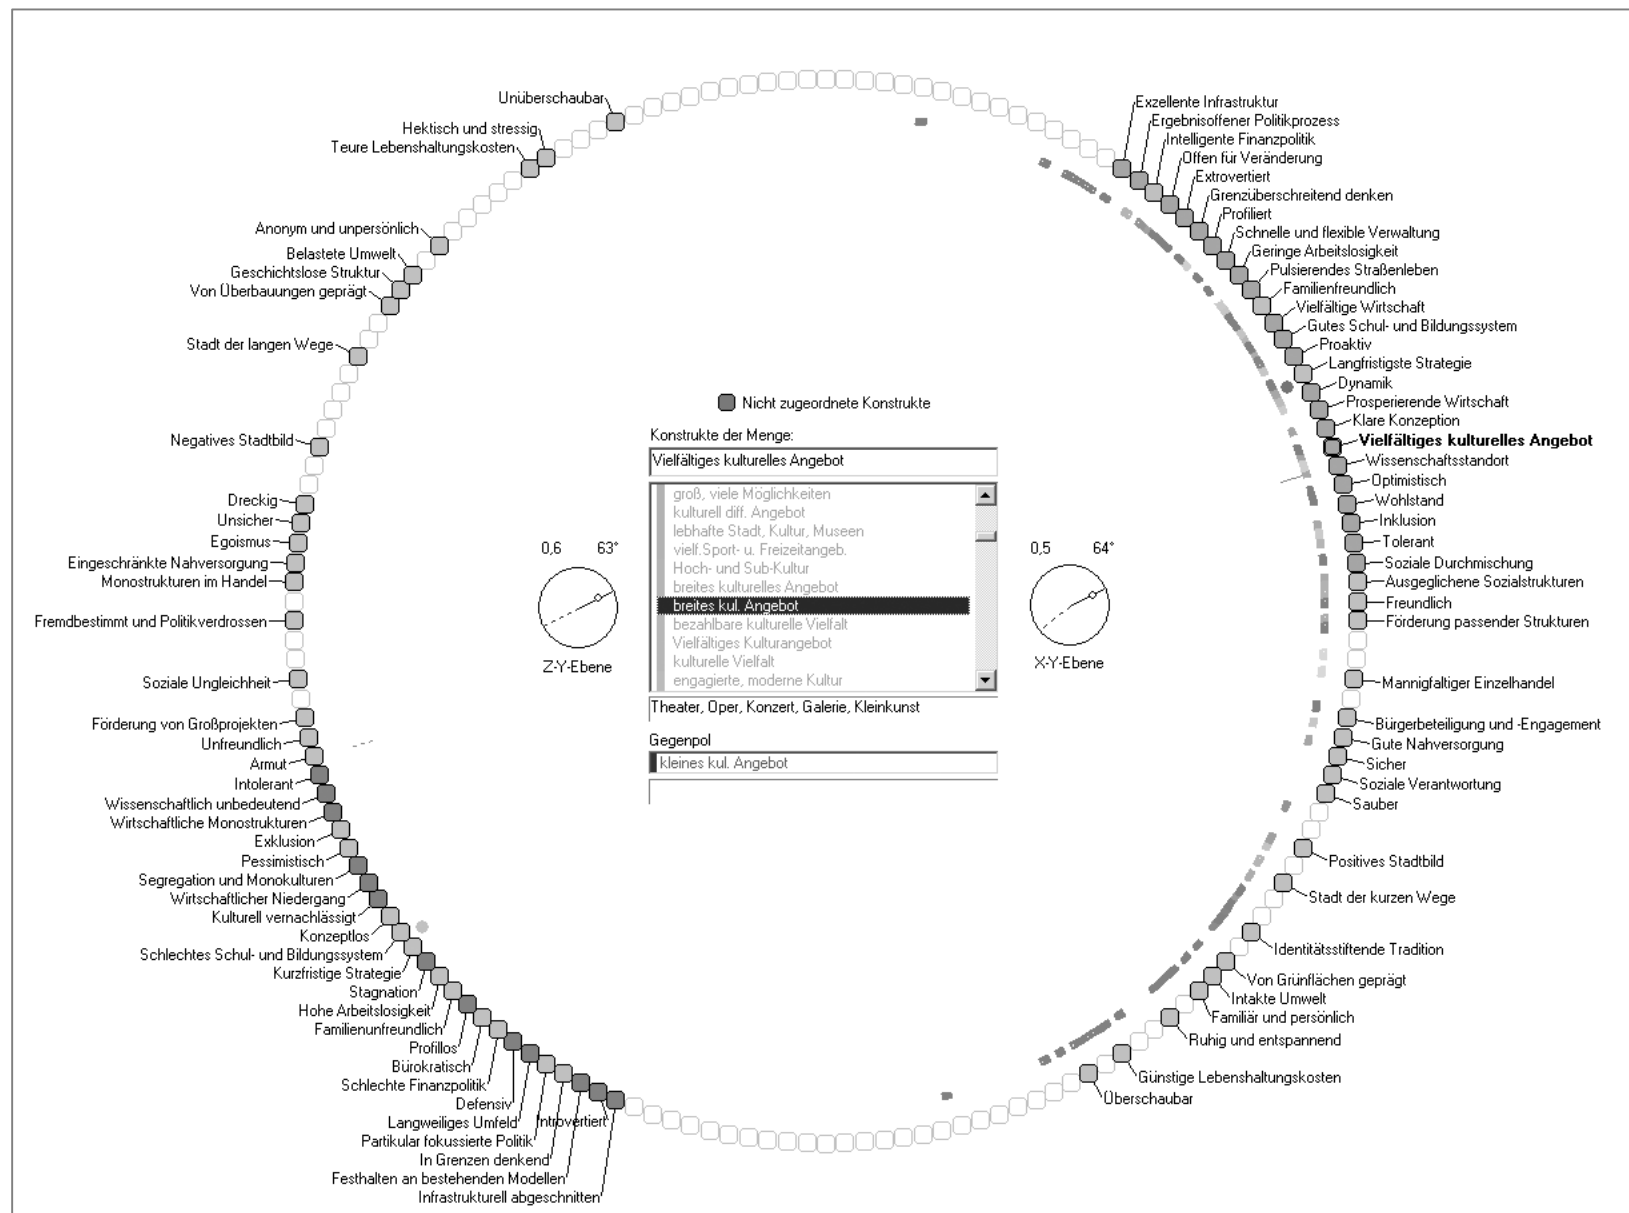 Unüberschaubar
Hektisch und stressig
Teure Lebenshaltungskosten
Anonym und unpersönlich
Belastete Umwelt
Geschichtslose Struktur
Von Überbauungen geprägt
Stadt der langen Wege
Negatives Stadtbild
Dreckig
Unsicher
Egoismus
Eingeschränkte Nahversorgung
Monostrukturen im Handel
Fremdbestimmt und Politikverdrossen
Soziale Ungleichheit
Förderung von Großprojekten
Unfreundlich
Armut
Intolerant
Wissenschaftlich unbedeutend
Wirtschaftliche Monostrukturen
Exklusion
Pessimistisch
Segregation und Monokulturen
Wirtschaftlicher Niedergang
Kulturell vernachlässigt
Konzeptlos
Schlechtes Schul- und Bildungssystem
Kurzfristige Strategie
Stagnation
Hohe Arbeitslosigkeit
Familienunfreundlich
Profillos
Bürokratisch
Schlechte Finanzpolitik
Defensiv
Langweiliges Umfeld
Introvertiert
Partikular fokussierte Politik
In Grenzen denkend
Festhalten an bestehenden Modellen
Infrastrukturell abgeschnitten
Nicht zugeordnete Konstrukte
Konstrukte der Menge:
Vielfältiges kulturelles Angebot
groß, viele Möglichkeiten
kulturell diff. Angebot
lebhafte Stadt, Kultur, Museen
vielf.Sport- u. Freizeitangeb.
Hoch- und Sub-Kultur
breites kulturelles Angebot
breites kul. Angebot
bezahlbare kulturelle Vielfalt
Vielfältiges Kulturangebot
kulturelle Vielfalt
engagierte, moderne Kultur
Theater, Oper, Konzert, Galerie, Kleinkunst
Gegenpol
kleines kul. Angebot
0,6 63°
Z-Y-Ebene
0,5 64°
X-Y-Ebene
Exzellente Infrastruktur
Ergebnisoffener Politikprozess
Intelligente Finanzpolitik
Offen für Veränderung
Extrovertiert
Grenzüberschreitend denken
Profiliert
Schnelle und flexible Verwaltung
Geringe Arbeitslosigkeit
Pulsierendes Straßenleben
Familienfreundlich
Vielfältige Wirtschaft
Gutes Schul- und Bildungssystem
Proaktiv
Langfristigste Strategie
Dynamik
Prosperierende Wirtschaft
Klare Konzeption
Vielfältiges kulturelles Angebot
Wissenschaftsstandort
Optimistisch
Wohlstand
Inklusion
Tolerant
Soziale Durchmischung
Ausgeglichene Sozialstrukturen
Freundlich
Förderung passender Strukturen
Mannigfaltiger Einzelhandel
Bürgerbeteiligung und -Engagement
Gute Nahversorgung
Sicher
Soziale Verantwortung
Sauber
Positives Stadtbild
Stadt der kurzen Wege
Identitätsstiftende Tradition
Von Grünflächen geprägt
Intakte Umwelt
Familiär und persönlich
Ruhig und entspannend
Günstige Lebenshaltungskosten
Überschaubar